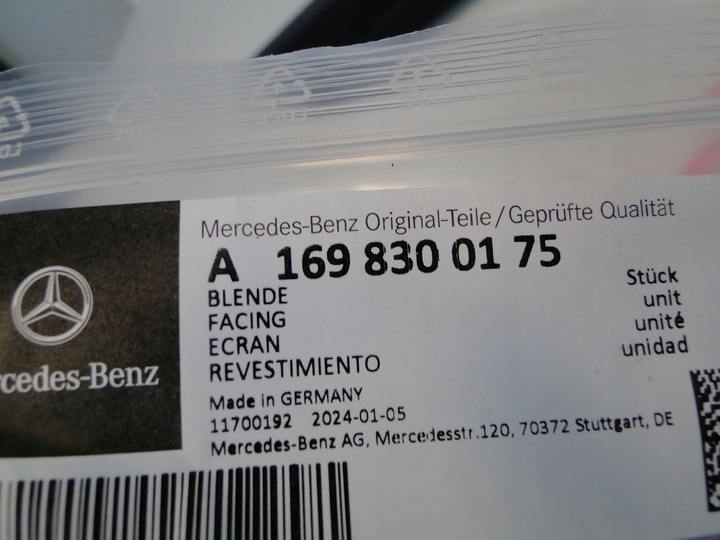 Mercedes-Benz Original-Teile/Geprüfte Qualität
A 169 830 01 75
BLENDE
FACING
ECRAN
REVESTIMIENTO
Stück
unit
unité
unidad
Made in GERMANY
11700192 2024-01-05
Mercedes-Benz AG, Mercedesstr.120, 70372 Stuttgart, DE
rcedes-Benz